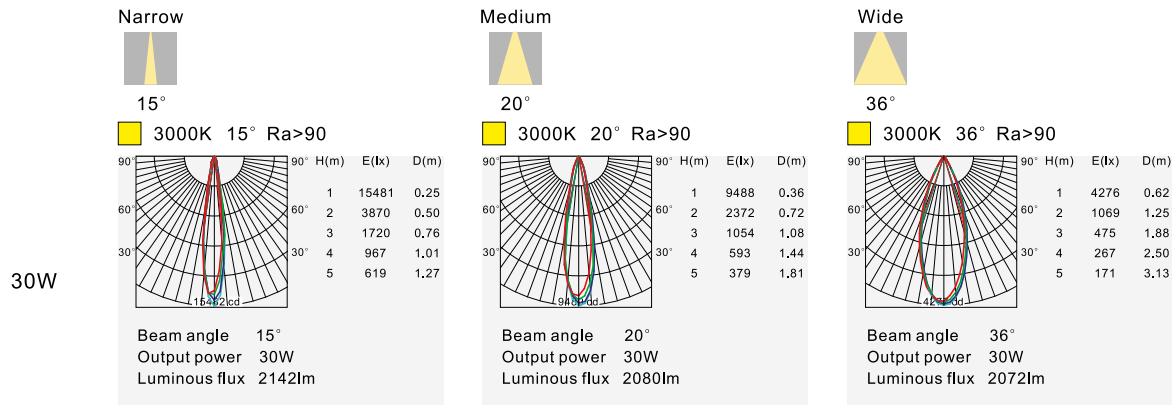 30W
Narrow
15°
3000K 15° Ra>90
90° 90° H(m) E(lx) D(m)
1 15481 0.25
60° 60° 2 3870 0.50
3 1720 0.76
30° 30° 4 967 1.01
5 619 1.27
15482 cd
Beam angle 15°
Output power 30W
Luminous flux 2142lm
Medium
20°
3000K 20° Ra>90
90° 90° H(m) E(lx) D(m)
1 9488 0.36
60° 60° 2 2372 0.72
3 1054 1.08
30° 30° 4 593 1.44
5 379 1.81
cd
Beam angle 20°
Output power 30W
Luminous flux 2080lm
Wide
36°
3000K 36° Ra>90
90° 90° H(m) E(lx) D(m)
1 4276 0.62
60° 60° 2 1069 1.25
3 475 1.88
30° 30° 4 267 2.50
5 171 3.13
cd
Beam angle 36°
Output power 30W
Luminous flux 2072lm